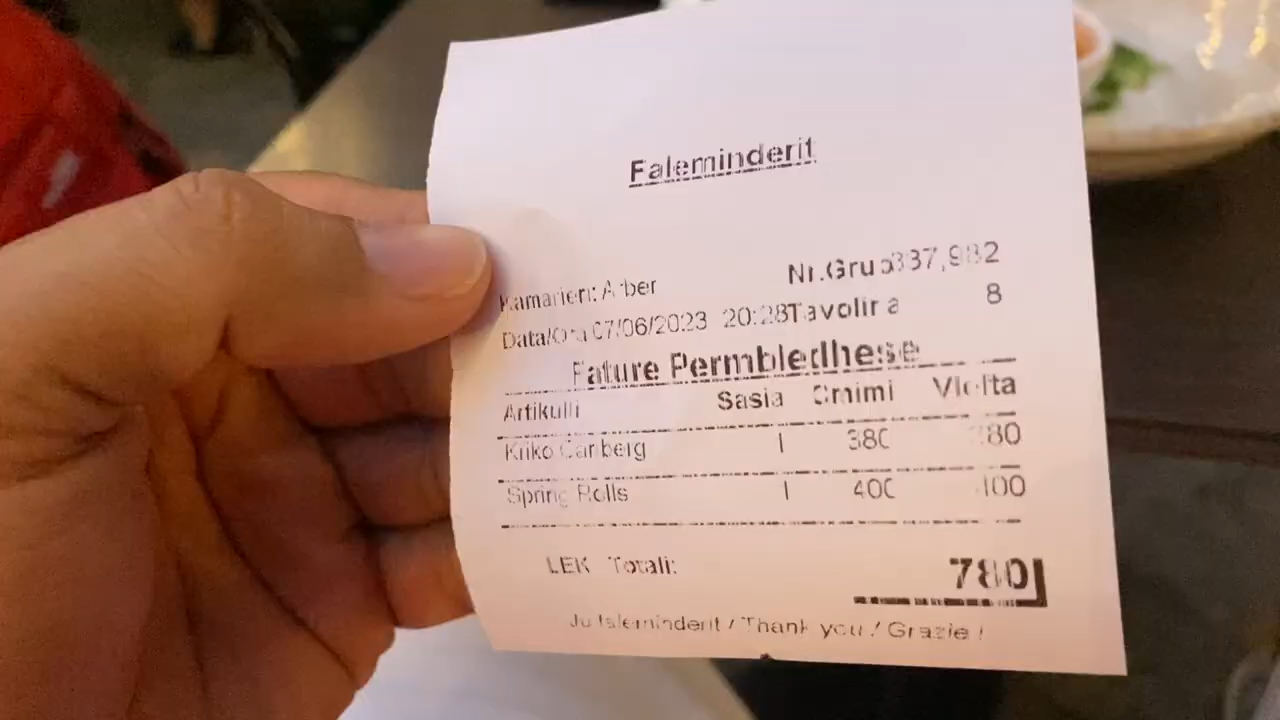 Faleminderit
Kamarieri: Arber Nr.Grup 337,982
Data/Ora 07/06/2023 20:28 Tavolina 8
Fature Permbledhese
Artikulli Sasia Cmimi Vlefta
Kriko Carlberg 1 380 380
Spring Rolls 1 400 400
LEK Totali: 780
Ju faleminderit / Thank you / Grazie !